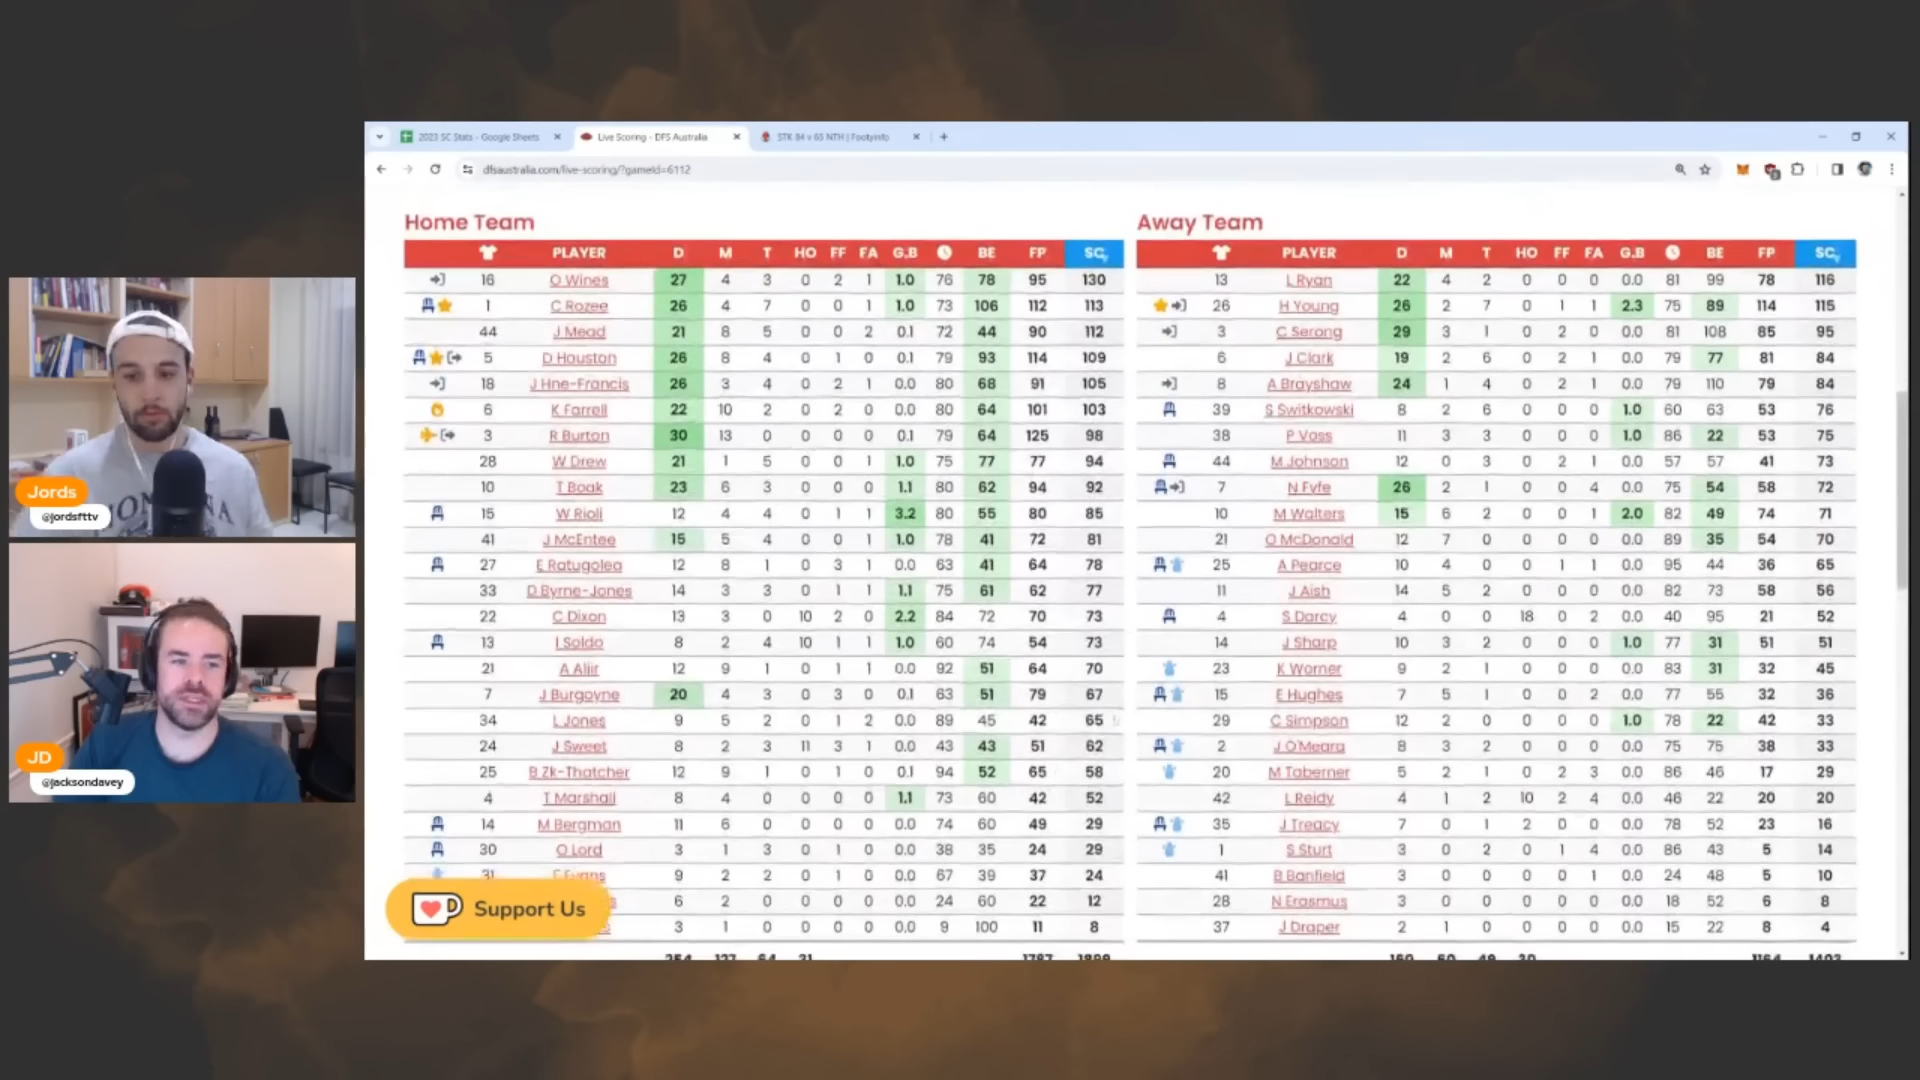 2023 SC Stats - Google Sheets
Live Scoring - DFS Australia
STK 84 v 65 NTH | Footyinfo
dfsaustralia.com/live-scoring/?gameId=6112
Home Team
PLAYER D M T HO FF FA G.B BE FP SC
16 O Wines 27 4 3 0 2 1 1.0 76 78 95 130
1 C Rozee 26 4 7 0 0 1 1.0 73 106 112 113
44 J Mead 21 8 5 0 0 2 0.1 72 44 90 112
5 D Houston 26 8 4 0 1 0 0.1 79 93 114 109
18 J Hne-Francis 26 3 4 0 2 1 0.0 80 68 91 105
6 K Farrell 22 10 2 0 2 0 0.0 80 64 101 103
3 R Burton 30 13 0 0 0 0 0.1 79 64 125 98
28 W Drew 21 1 5 0 0 1 1.0 75 77 77 94
10 T Boak 23 6 3 0 0 0 1.1 80 62 94 92
15 W Rioli 12 4 4 0 1 1 3.2 80 55 80 85
41 J McEntee 15 5 4 0 0 1 1.0 78 41 72 81
27 E Ratugolea 12 8 1 0 3 1 0.0 63 41 64 78
33 D Byrne-Jones 14 3 3 0 1 1 1.1 75 61 62 77
22 C Dixon 13 3 0 10 2 0 2.2 84 72 70 73
13 I Soldo 8 2 4 10 1 1 1.0 60 74 54 73
21 A Aliir 12 9 1 0 1 1 0.0 92 51 64 70
7 J Burgoyne 20 4 3 0 3 0 0.1 63 51 79 67
34 L Jones 9 5 2 0 1 2 0.0 89 45 42 65
24 J Sweet 8 2 3 11 3 1 0.0 43 43 51 62
25 B Zk-Thatcher 12 9 1 0 1 0 0.1 94 52 65 58
4 T Marshall 8 4 0 0 0 0 1.1 73 60 42 52
14 M Bergman 11 6 0 0 0 0 0.0 74 60 49 29
30 O Lord 3 1 3 0 1 0 0.0 38 35 24 29
31 F Evans 9 2 2 0 1 0 0.0 67 39 37 24
6 2 0 0 0 0 0.0 24 60 22 12
3 1 0 0 0 0 0.0 9 100 11 8
254 127 64 31 1787 1899
Away Team
PLAYER D M T HO FF FA G.B BE FP SC
13 L Ryan 22 4 2 0 0 0 0.0 81 99 78 116
26 H Young 26 2 7 0 1 1 2.3 75 89 114 115
3 C Serong 29 3 1 0 2 0 0.0 81 108 85 95
6 J Clark 19 2 6 0 2 1 0.0 79 77 81 84
8 A Brayshaw 24 1 4 0 2 1 0.0 79 110 79 84
39 S Switkowski 8 2 6 0 0 0 1.0 60 63 53 76
38 P Voss 11 3 3 0 0 0 1.0 86 22 53 75
44 M Johnson 12 0 3 0 2 1 0.0 57 57 41 73
7 N Fyfe 26 2 1 0 0 4 0.0 75 54 58 72
10 M Walters 15 6 2 0 0 1 2.0 82 49 74 71
21 O McDonald 12 7 0 0 0 0 0.0 89 35 54 70
25 A Pearce 10 4 0 0 1 1 0.0 95 44 36 65
11 J Aish 14 5 2 0 0 0 0.0 82 73 58 56
4 S Darcy 4 0 0 18 0 2 0.0 40 95 21 52
14 J Sharp 10 3 2 0 0 0 1.0 77 31 51 51
23 K Worner 9 2 1 0 0 0 0.0 83 31 32 45
15 E Hughes 7 5 1 0 0 2 0.0 77 55 32 36
29 C Simpson 12 2 0 0 0 0 1.0 78 22 42 33
2 J O'Meara 8 3 2 0 0 0 0.0 75 75 38 33
20 M Taberner 5 2 1 0 2 3 0.0 86 46 17 29
42 L Reidy 4 1 2 10 2 4 0.0 46 22 20 20
35 J Treacy 7 0 1 2 0 0 0.0 78 52 23 16
1 S Sturt 3 0 2 0 1 4 0.0 86 43 5 14
41 B Banfield 3 0 0 0 0 1 0.0 24 48 5 10
28 N Erasmus 3 0 0 0 0 0 0.0 18 52 6 8
37 J Draper 2 1 0 0 0 0 0.0 15 22 8 4
Support Us
Jords
@jordsfttv
JD
@jacksondavey